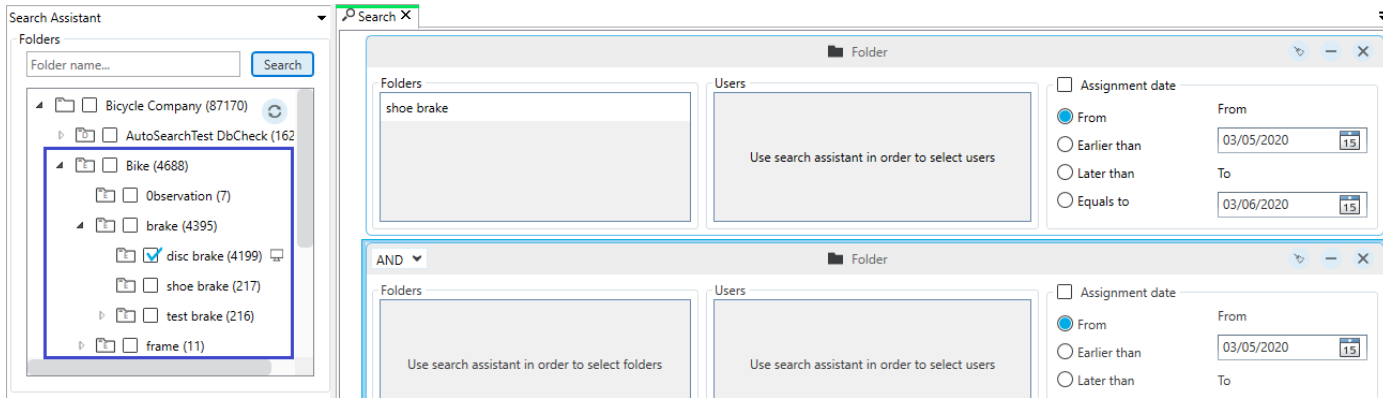 Search Assistant
Folders
Folder name...
Search
Bicycle Company (87170)
AutoSearchTest DbCheck (162
Bike (4688)
0bservation (7)
brake (4395)
disc brake (4199)
shoe brake (217)
test brake (216)
frame (11)
Search
Folder
Folders
shoe brake
Users
Use search assistant in order to select users
Assignment date
From
Earlier than
Later than
Equals to
From
03/05/2020
15
To
03/06/2020
15
AND
Folder
Folders
Use search assistant in order to select folders
Users
Use search assistant in order to select users
Assignment date
From
Earlier than
Later than
From
03/05/2020
15
To